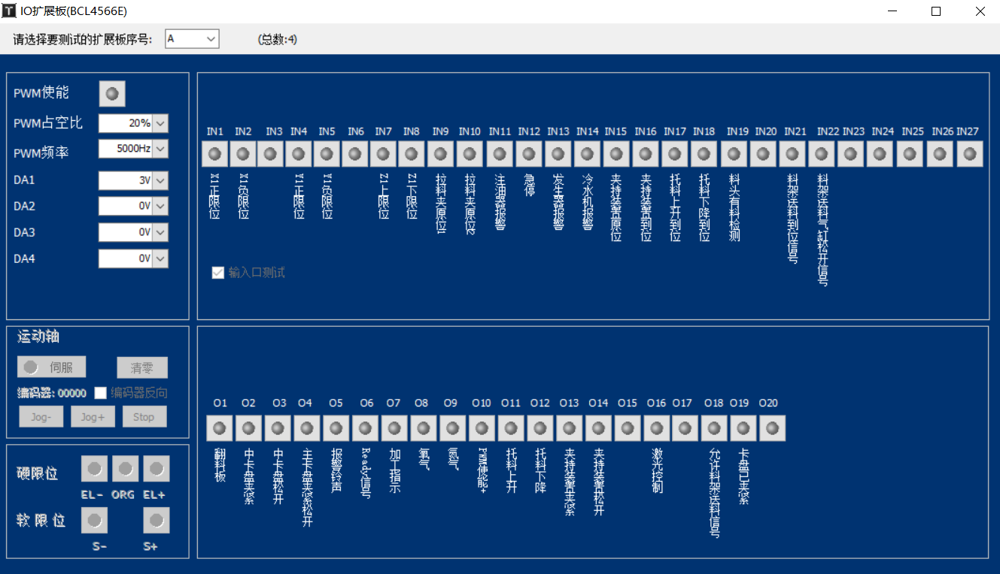 IO扩展板(BCL4566E)
请选择要测试的扩展板序号: A (总数:4)
PWM使能
PWM占空比 20%
PWM频率 5000Hz
DA1 3V
DA2 0V
DA3 0V
DA4 0V
IN1 IN2 IN3 IN4 IN5 IN6 IN7 IN8 IN9 IN10 IN11 IN12 IN13 IN14 IN15 IN16 IN17 IN18 IN19 IN20 IN21 IN22 IN23 IN24 IN25 IN26 IN27
X1正限位
X1负限位
Y1正限位
Y1负限位
Z1上限位
Z1下限位
拉料夹原位1
拉料夹原位2
注油器报警
急停
发生器报警
冷水机报警
夹持装置原位
夹持装置到位
托料上升到位
托料下降到位
料头有料检测
料架送料到位信号
料架送料气缸松开信号
输入口测试
运动轴
伺服 清零
编码器: 00000 编码器反向
Jog- Jog+ Stop
硬限位
EL- ORG EL+
软 限 位
S- S+
O1 O2 O3 O4 O5 O6 O7 O8 O9 O10 O11 O12 O13 O14 O15 O16 O17 O18 O19 O20
翻料板
中卡盘夹紧
中卡盘松开
主卡盘夹紧松开
报警铃声
Ready信号
加工指示
氧气
氮气
PWM使能+
托料上升
托料下降
夹持装置夹紧
夹持装置松开
激光控制
允许料架送料信号
卡盘已夹紧